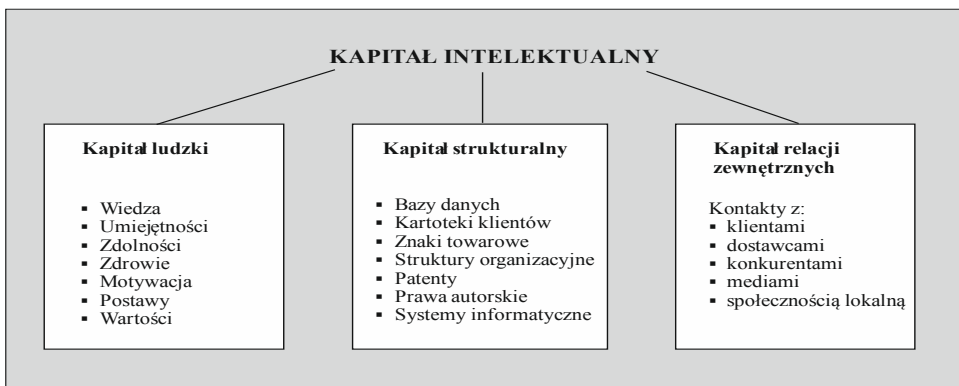 KAPITAŁ INTELEKTUALNY
Kapitał ludzki
▪ Wiedza
▪ Umiejętności
▪ Zdolności
▪ Zdrowie
▪ Motywacja
▪ Postawy
▪ Wartości
Kapitał strukturalny
▪ Bazy danych
▪ Kartoteki klientów
▪ Znaki towarowe
▪ Struktury organizacyjne
▪ Patenty
▪ Prawa autorskie
▪ Systemy informatyczne
Kapitał relacji
zewnętrznych
Kontakty z:
▪ klientami
▪ dostawcami
▪ konkurentami
▪ mediami
▪ społecznością lokalną